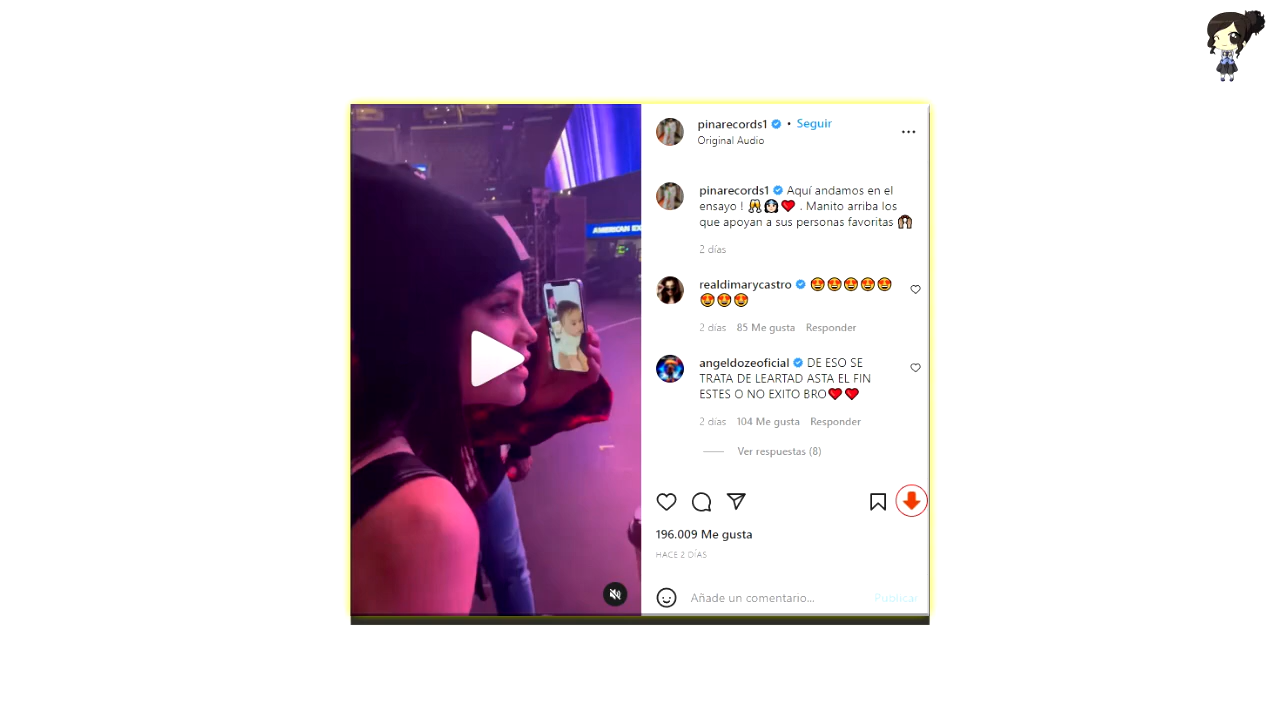 AMERICAN EX
pinarecords1 • Seguir
Original Audio
pinarecords1 Aquí andamos en el
ensayo ! 🥂👩🏻❤️ . Manito arriba los
que apoyan a sus personas favoritas
2 días
realdimarycastro 😍😍😍😍😍
😍😍😍
2 días 85 Me gusta Responder
angeldozeoficial DE ESO SE
TRATA DE LEARTAD ASTA EL FIN
ESTES O NO EXITO BRO❤️❤️
2 días 104 Me gusta Responder
Ver respuestas (8)
196.009 Me gusta
HACE 2 DÍAS
Añade un comentario... Publicar